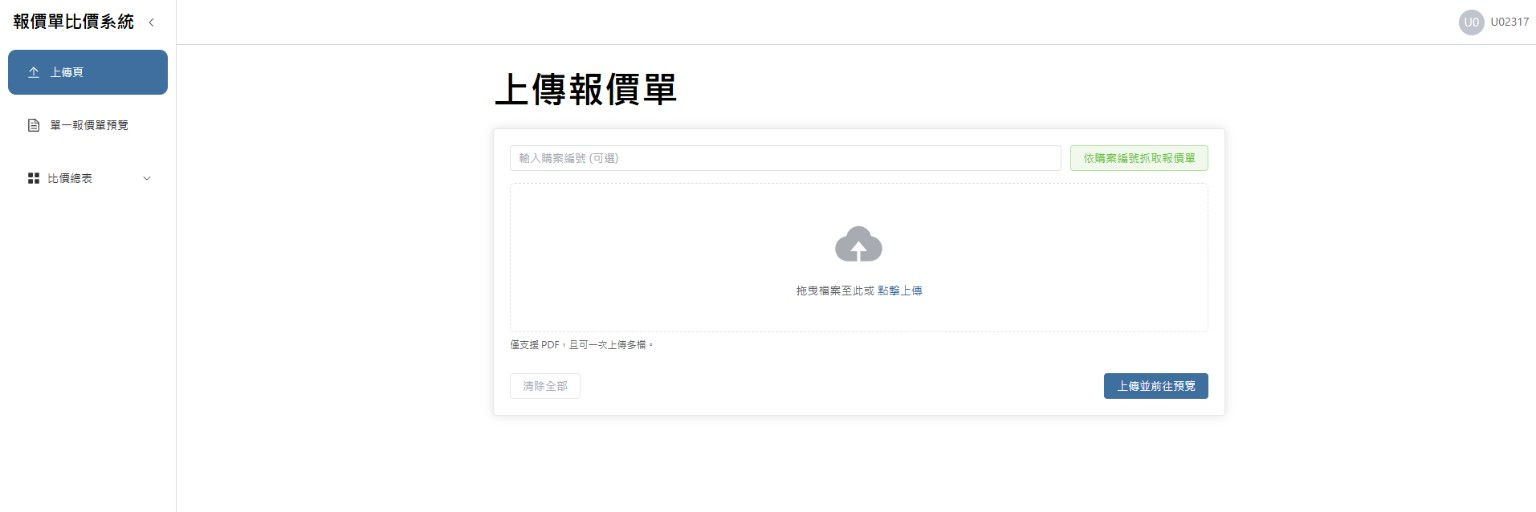 報價單比價系統
U0 U02317
上傳頁
單一報價單預覽
比價總表
上傳報價單
輸入購案編號 (可選)
依購案編號抓取報價單
拖曳檔案至此或 點擊上傳
僅支援 PDF，且可一次上傳多檔。
清除全部
上傳並前往預覽